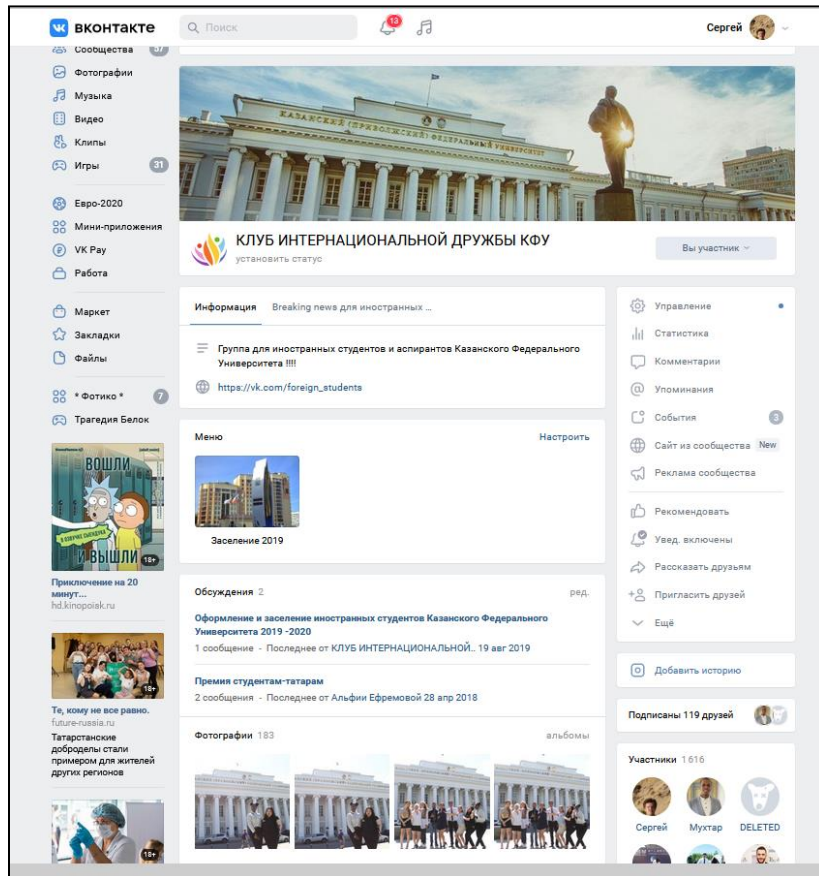 вконтакте
Поиск
13
Сергей
Сообщества 57
Фотографии
Музыка
Видео
Клипы
Игры 31
Евро-2020
Мини-приложения
VK Pay
Работа
Маркет
Закладки
Файлы
* Фотико * 7
Трагедия Белок
ВОШЛИ
В ОЗВУЧКЕ СЫЕНДУКА
И ВЫШЛИ
18+
Приключение на 20
минут...
hd.kinopoisk.ru
18+
Те, кому не все равно.
future-russia.ru
Татарстанские
доброделы стали
примером для жителей
других регионов
18+
КАЗАНСКИЙ (ПРИВОЛЖСКИЙ) ФЕДЕРАЛЬНЫЙ УНИВЕРСИТЕТ
КЛУБ ИНТЕРНАЦИОНАЛЬНОЙ ДРУЖБЫ КФУ
установить статус
Вы участник
Информация Breaking news для иностранных ...
Группа для иностранных студентов и аспирантов Казанского Федерального
Университета !!!!
https://vk.com/foreign_students
Меню Настроить
Заселение 2019
Обсуждения 2 ред.
Оформление и заселение иностранных студентов Казанского Федерального
Университета 2019 -2020
1 сообщение - Последнее от КЛУБ ИНТЕРНАЦИОНАЛЬНОЙ.. 19 авг 2019
Премия студентам-татарам
2 сообщения - Последнее от Альфии Ефремовой 28 апр 2018
Фотографии 183 альбомы
Управление
Статистика
Комментарии
Упоминания
События 3
Сайт из сообщества New
Реклама сообщества
Рекомендовать
Увед. включены
Рассказать друзьям
Пригласить друзей
Ещё
Добавить историю
Подписаны 119 друзей
Участники 1 616
Сергей Мухтар DELETED